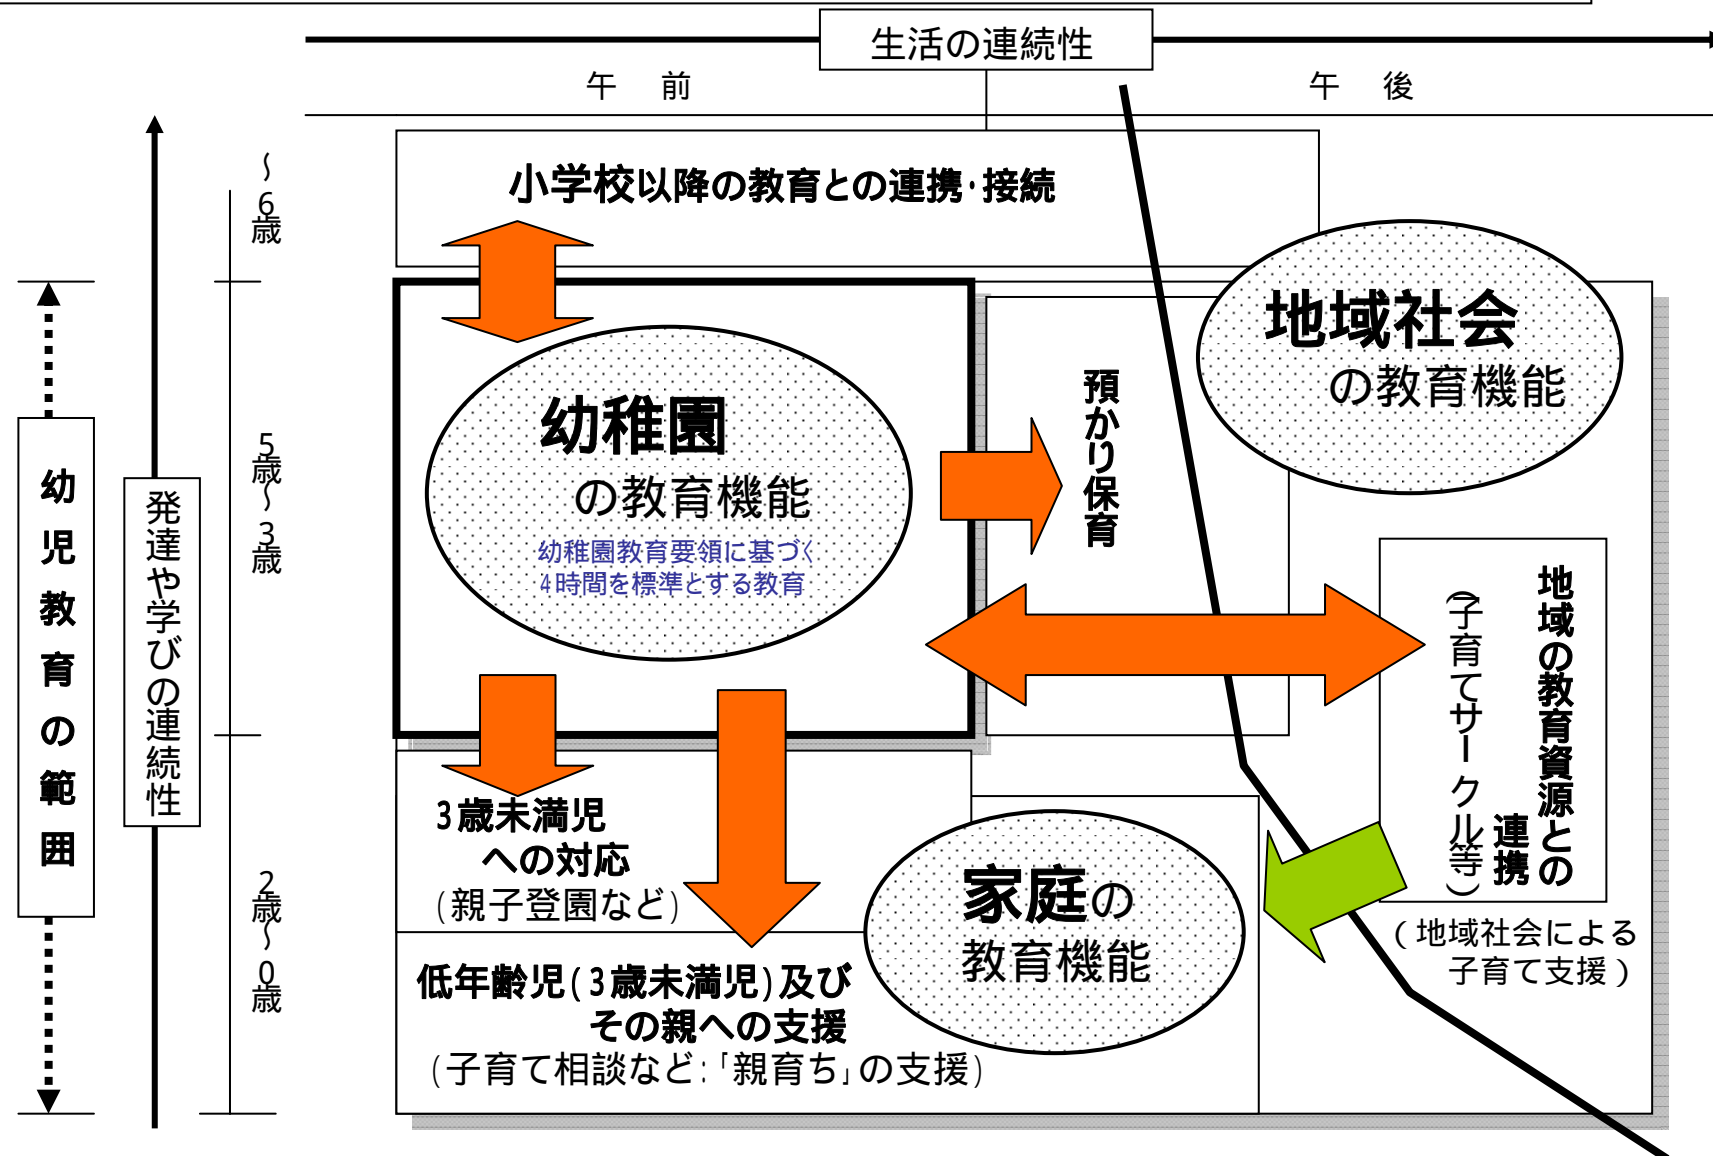 生活の連続性
午 前
午 後
小学校以降の教育との連携・接続
~6歳
5歳~3歳
2歳~0歳
幼児教育の範囲
発達や学びの連続性
幼稚園
の教育機能
幼稚園教育要領に基づく
4時間を標準とする教育
預かり保育
地域社会
の教育機能
地域の教育資源との
連携
(子育てサークル等)
(地域社会による
子育て支援)
3歳未満児
への対応
(親子登園など)
家庭の
教育機能
低年齢児(3歳未満児)及び
その親への支援
(子育て相談など:「親育ち」の支援)